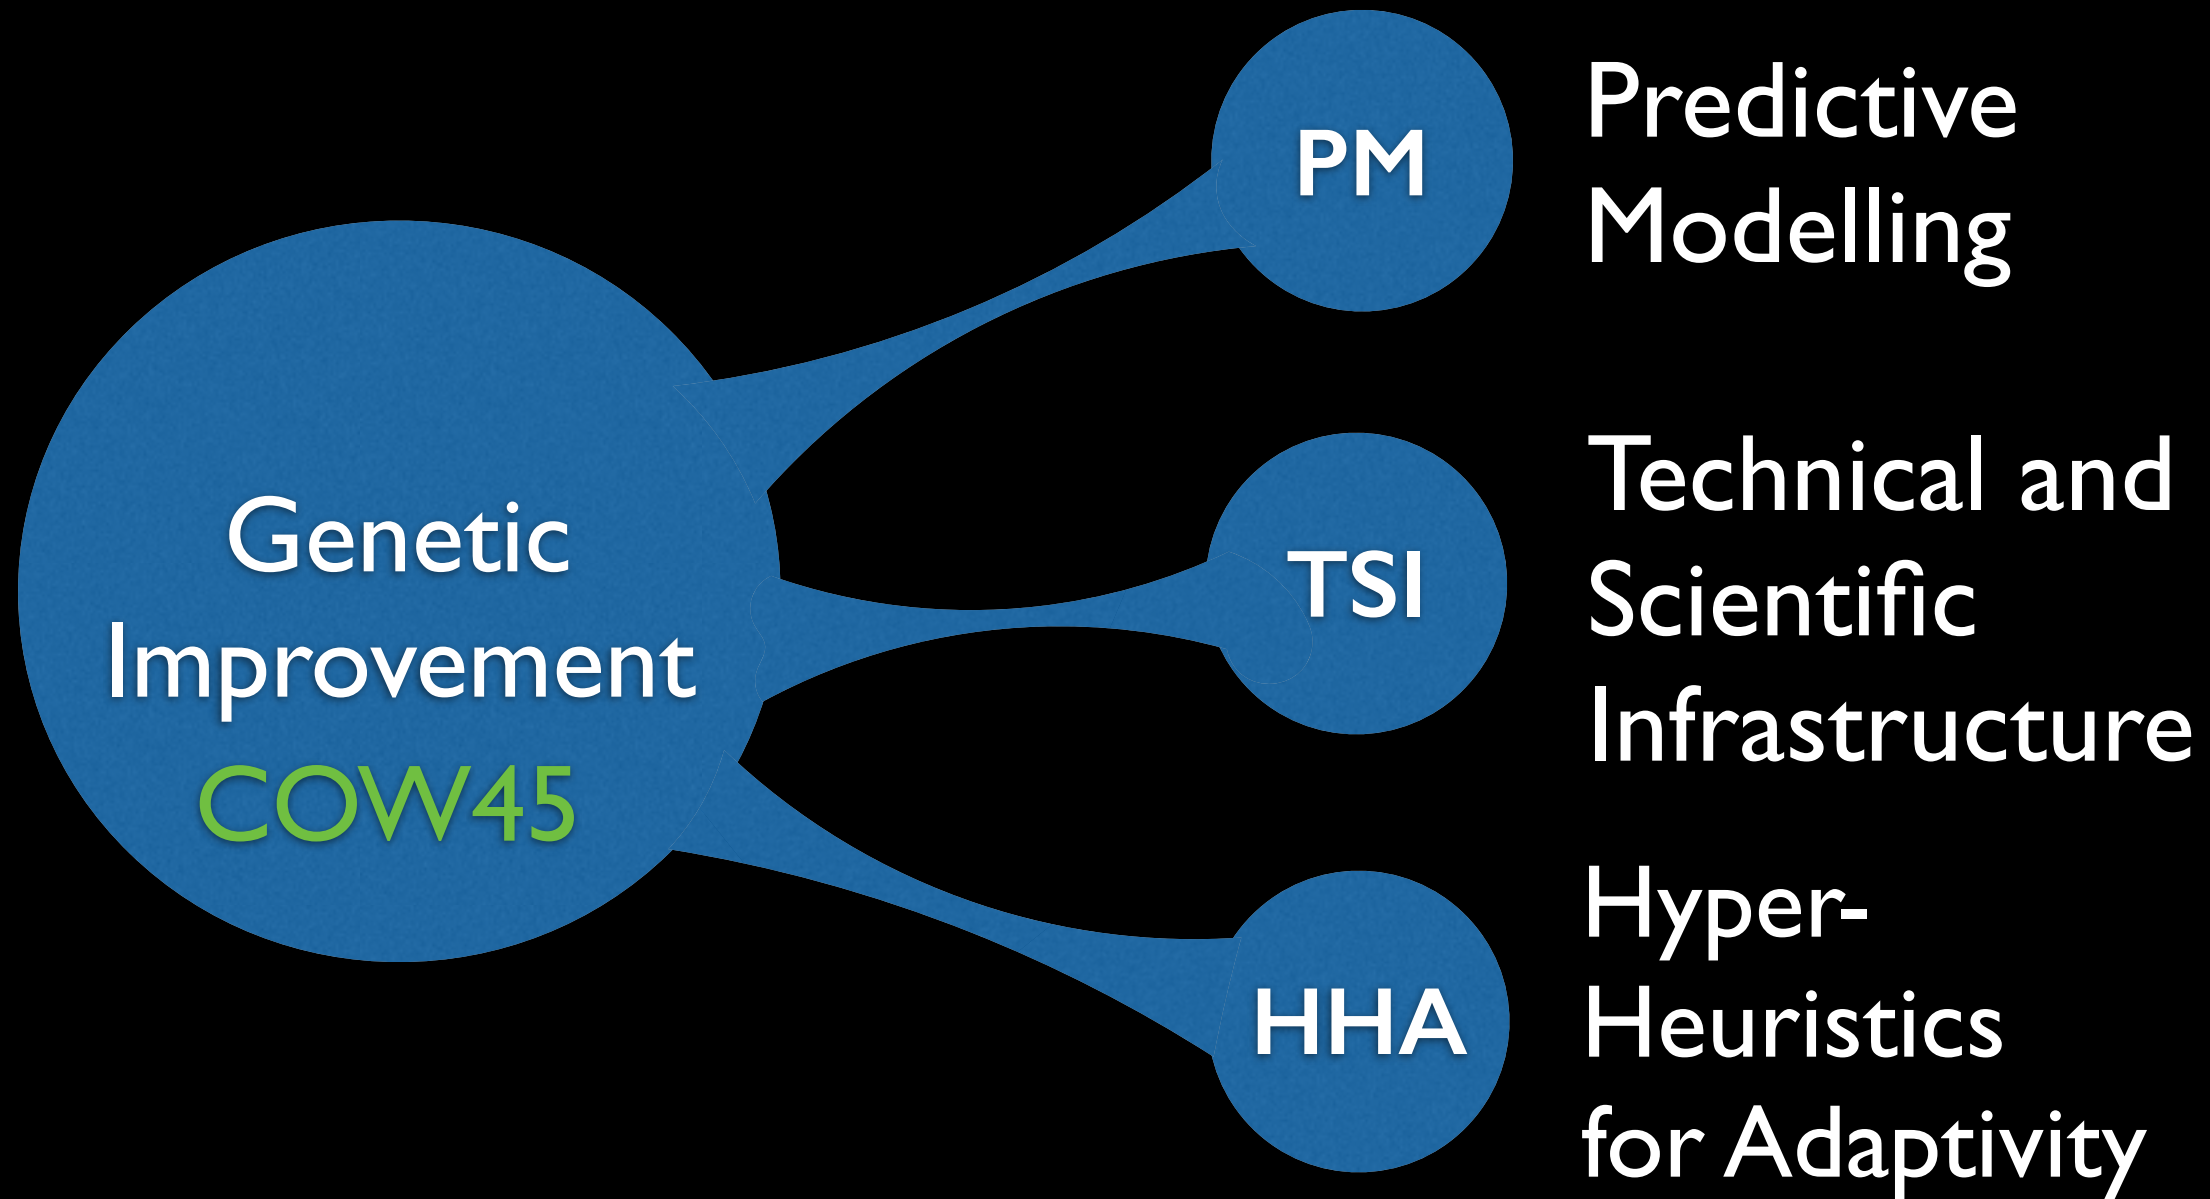 Genetic
Improvement
COW45
PM
Predictive
Modelling
TSI
Technical and
Scientific
Infrastructure
HHA
Hyper-
Heuristics
for Adaptivity